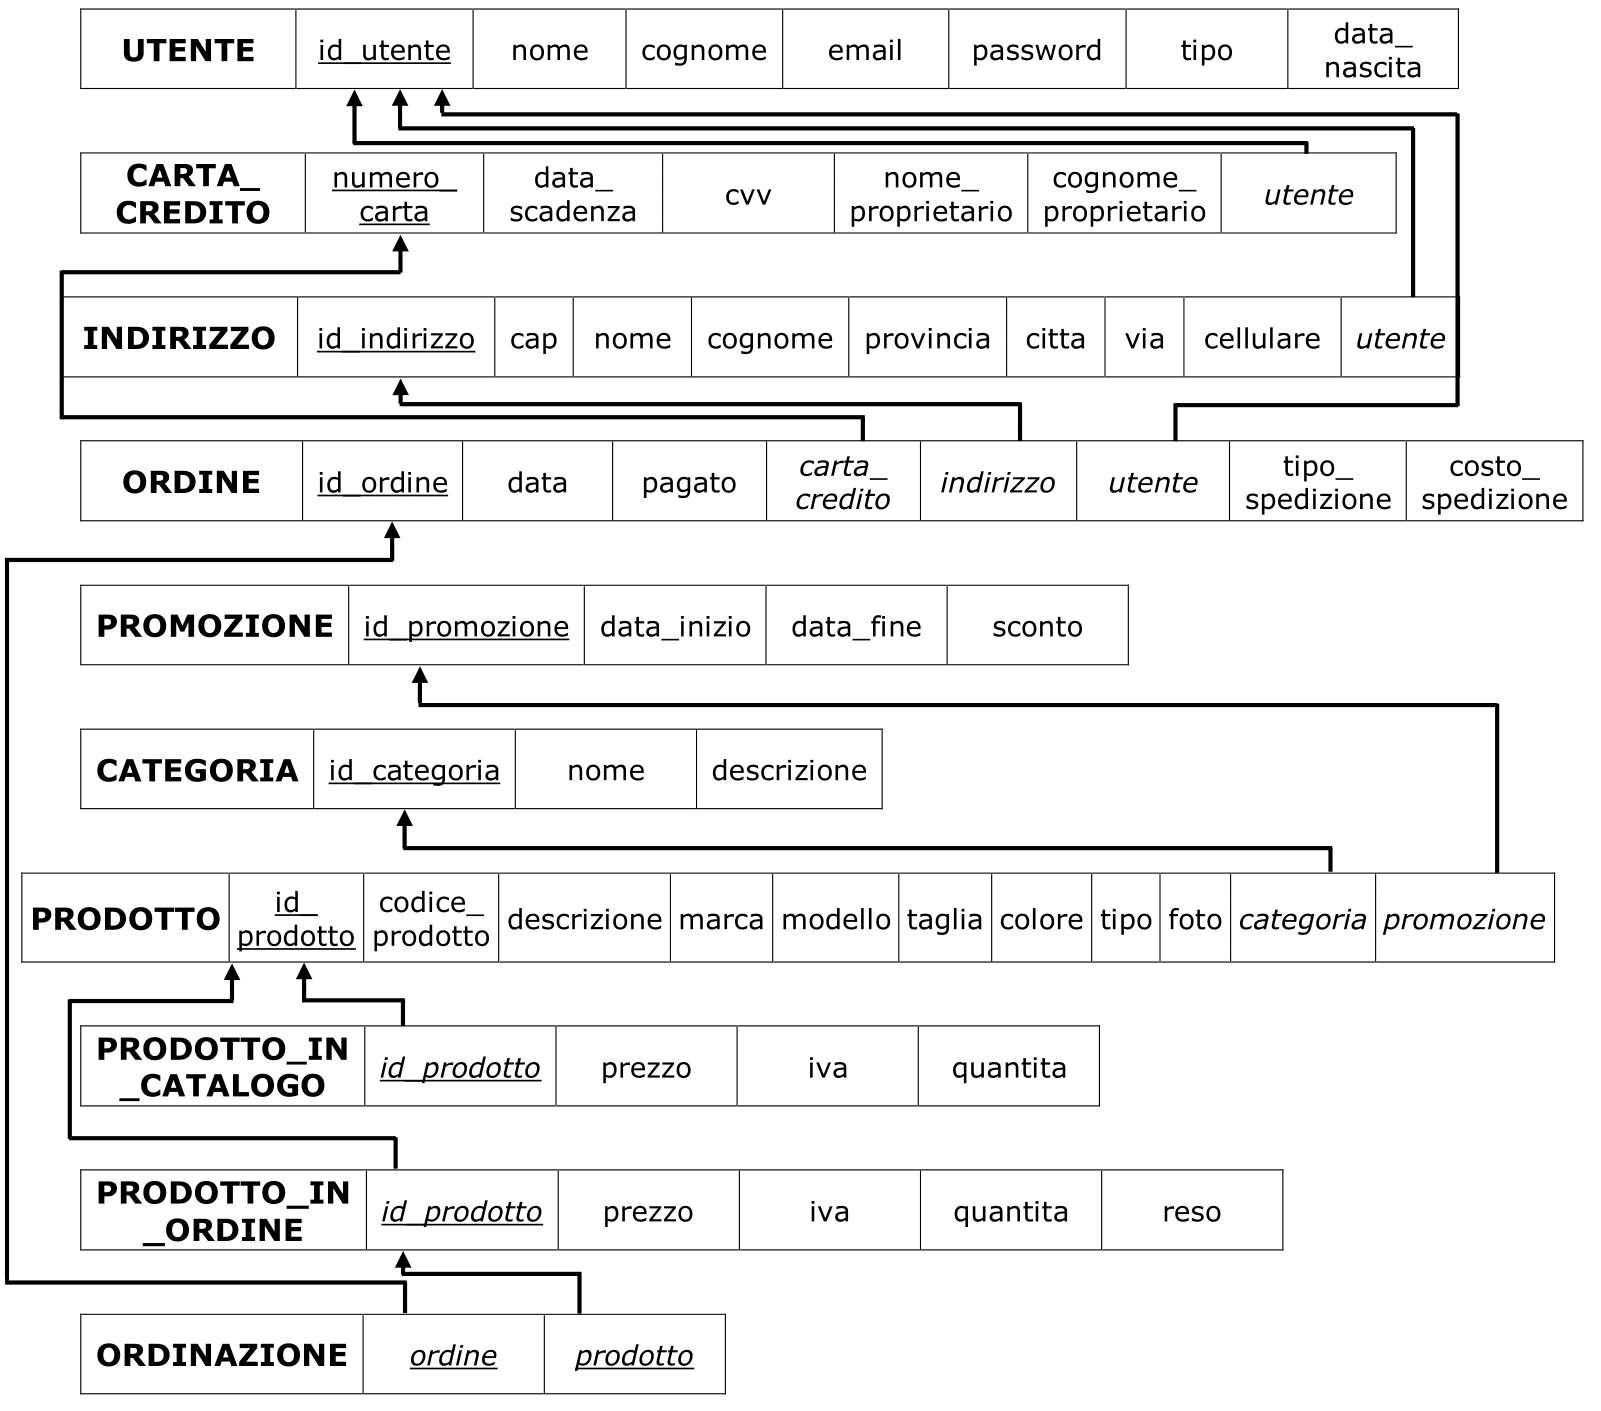 UTENTE id_utente nome cognome email password tipo data_
nascita
CARTA_
CREDITO numero_
carta data_
scadenza cvv nome_
proprietario cognome_
proprietario utente
INDIRIZZO id_indirizzo cap nome cognome provincia citta via cellulare utente
ORDINE id_ordine data pagato carta_
credito indirizzo utente tipo_
spedizione costo_
spedizione
PROMOZIONE id_promozione data_inizio data_fine sconto
CATEGORIA id_categoria nome descrizione
PRODOTTO id_
prodotto codice_
prodotto descrizione marca modello taglia colore tipo foto categoria promozione
PRODOTTO_IN
_CATALOGO id_prodotto prezzo iva quantita
PRODOTTO_IN
_ORDINE id_prodotto prezzo iva quantita reso
ORDINAZIONE ordine prodotto